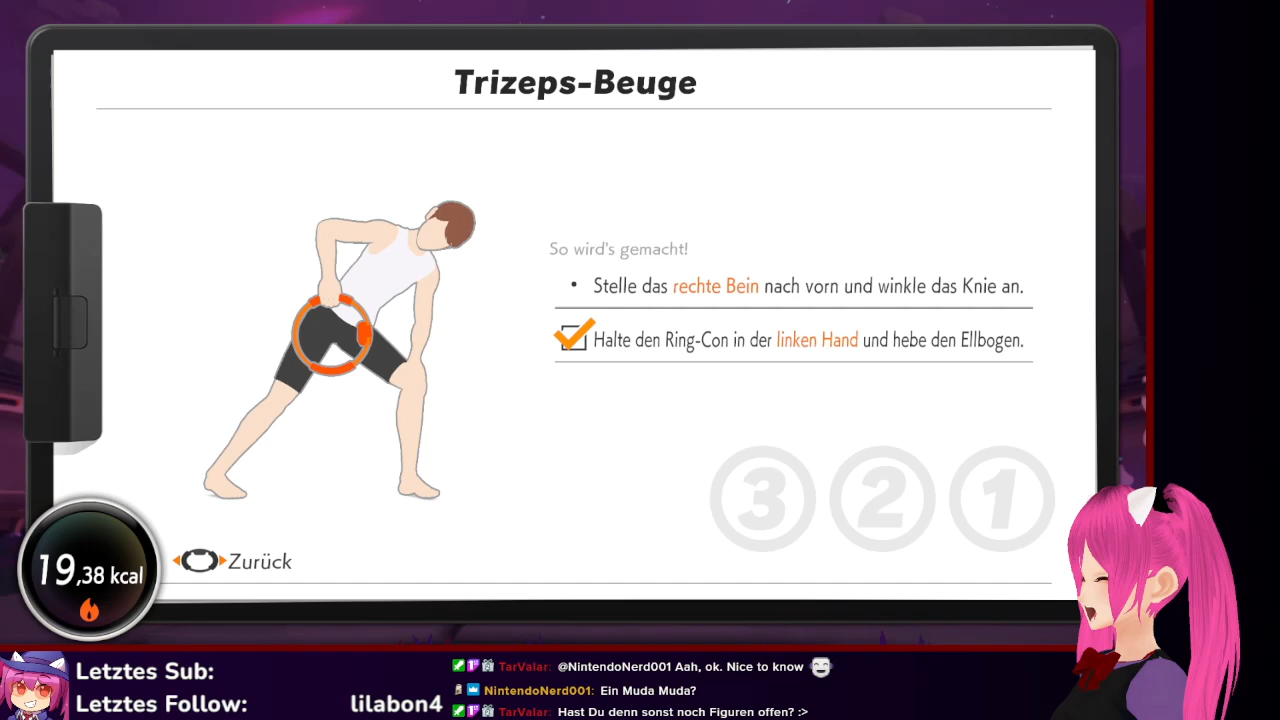 Trizeps-Beuge
So wird's gemacht!
• Stelle das rechte Bein nach vorn und winkle das Knie an.
Halte den Ring-Con in der linken Hand und hebe den Ellbogen.
3 2 1
19,38 kcal
Zurück
Letztes Sub:
Letztes Follow: lilabon4
TarValar: @NintendoNerd001 Aah, ok. Nice to know
NintendoNerd001: Ein Muda Muda?
TarValar: Hast Du denn sonst noch Figuren offen? :>